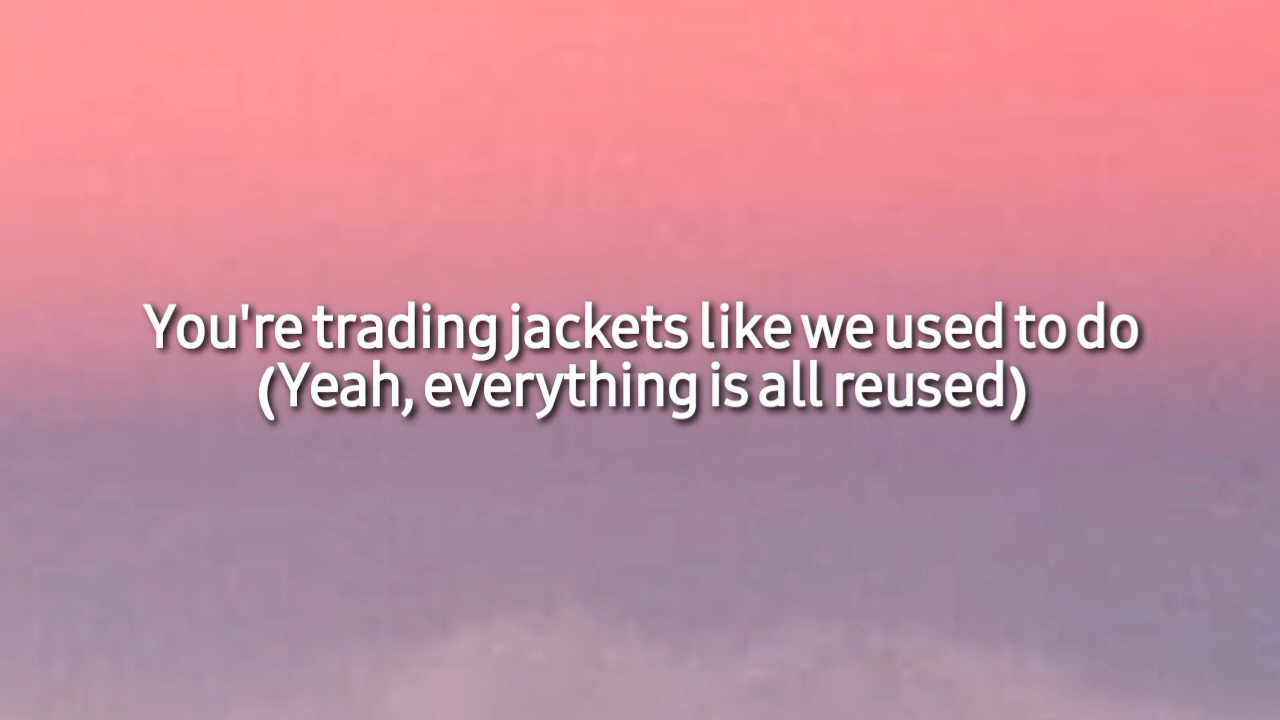 You're trading jackets like we used to do
(Yeah, everything is all reused)